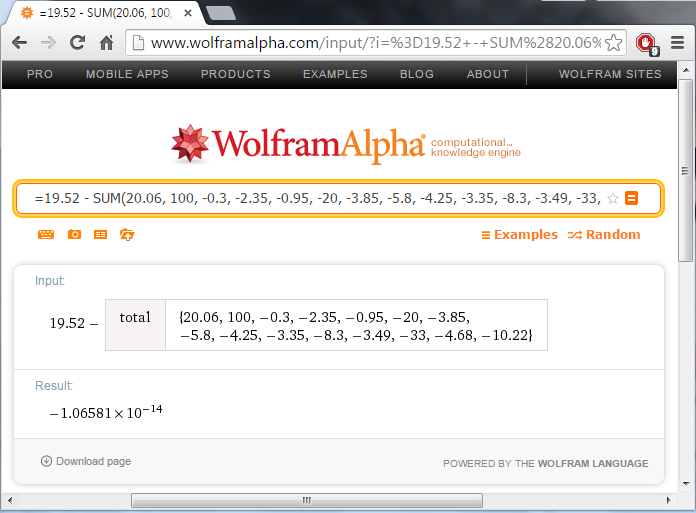 =19.52 - SUM(20.06, 100,
www.wolframalpha.com/input/?i=%3D19.52+-+SUM%2820.06%
9
PRO MOBILE APPS PRODUCTS EXAMPLES BLOG ABOUT WOLFRAM SITES
WolframAlpha® computational...
knowledge engine
=19.52 - SUM(20.06, 100, -0.3, -2.35, -0.95, -20, -3.85, -5.8, -4.25, -3.35, -8.3, -3.49, -33,
Examples Random
Input:
19.52 − total {20.06, 100, −0.3, −2.35, −0.95, −20, −3.85,
−5.8, −4.25, −3.35, −8.3, −3.49, −33, −4.68, −10.22}
Result:
−1.06581×10⁻¹⁴
Download page POWERED BY THE WOLFRAM LANGUAGE